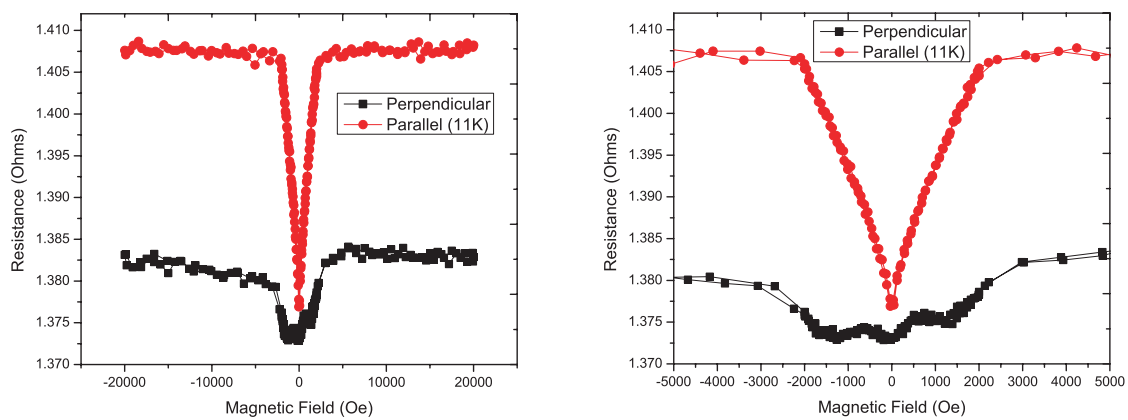 1.410
1.405
1.400
1.395
1.390
1.385
1.380
1.375
1.370
Resistance (Ohms)
Perpendicular
Parallel (11K)
-20000 -10000 0 10000 20000
Magnetic Field (Oe)
1.410
1.405
1.400
1.395
1.390
1.385
1.380
1.375
1.370
Resistance (Ohms)
Perpendicular
Parallel (11K)
-5000 -4000 -3000 -2000 -1000 0 1000 2000 3000 4000 5000
Magnetic Field (Oe)